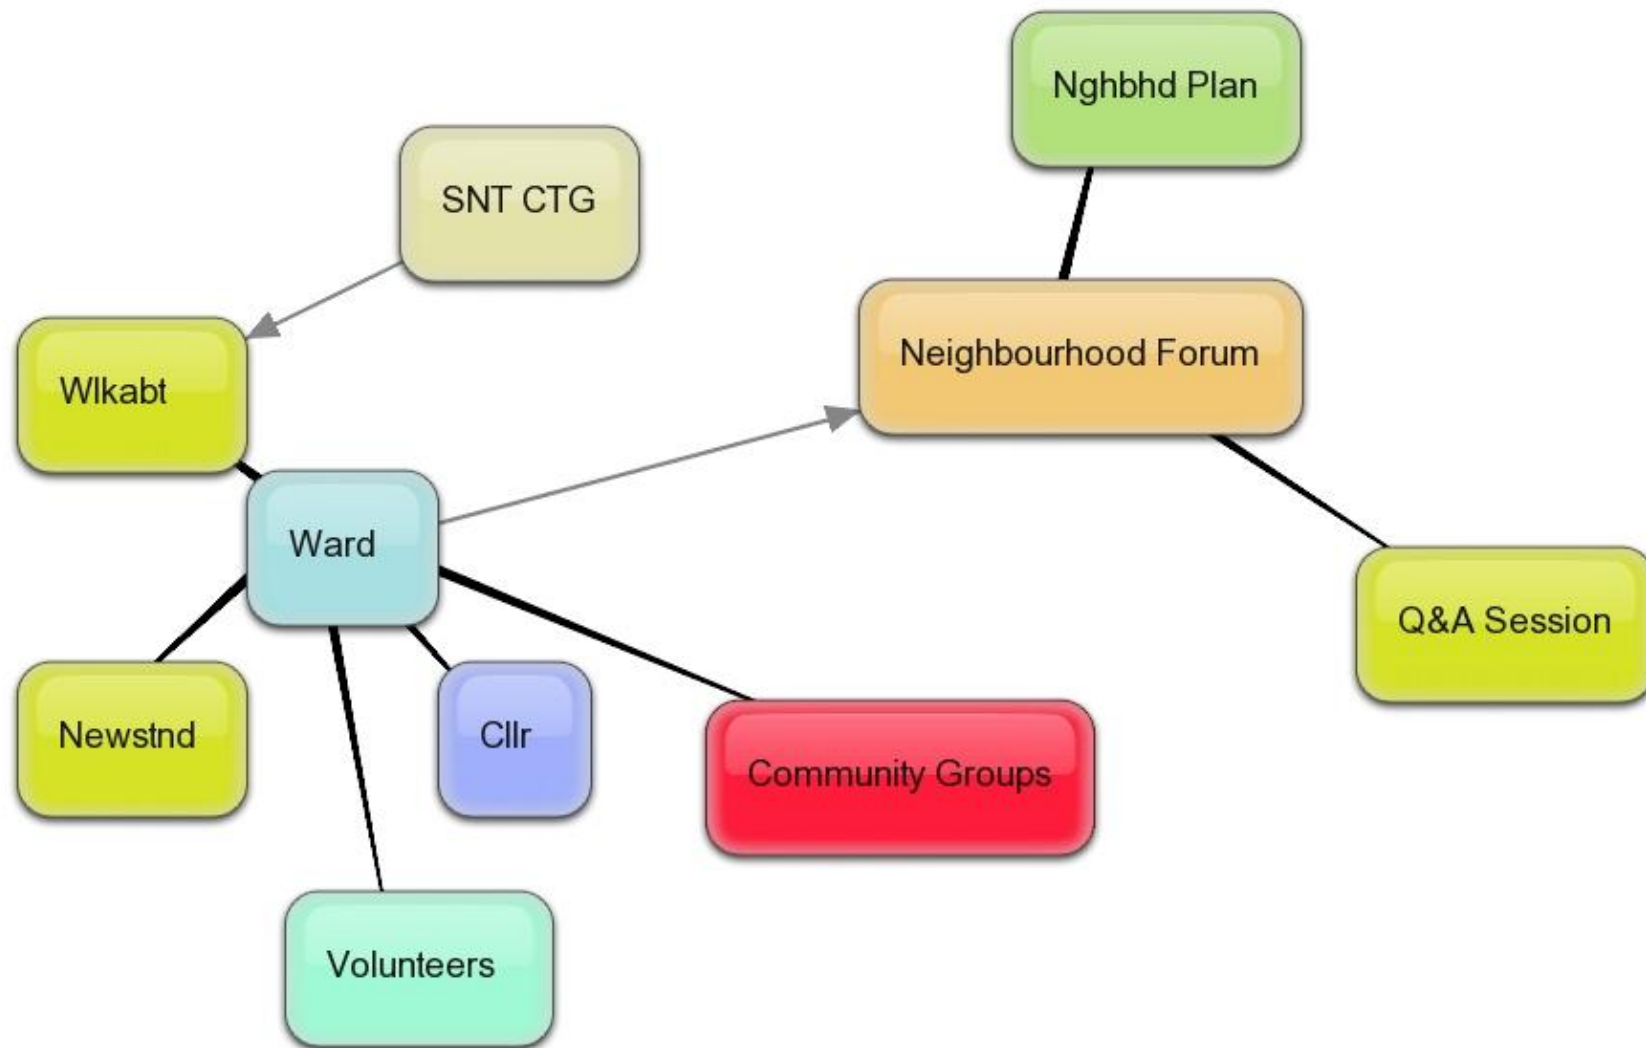 Nghbhd Plan
SNT CTG
Neighbourhood Forum
Wlkabt
Ward
Q&A Session
Newstnd
Cllr
Community Groups
Volunteers